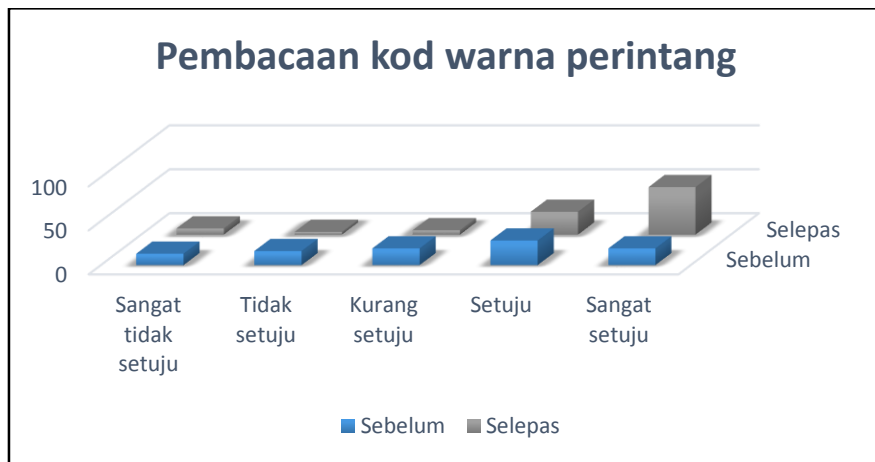 Pembacaan kod warna perintang
100
50
0
Selepas
Sebelum
Sangat tidak setuju
Tidak setuju
Kurang setuju
Setuju
Sangat setuju
Sebelum
Selepas